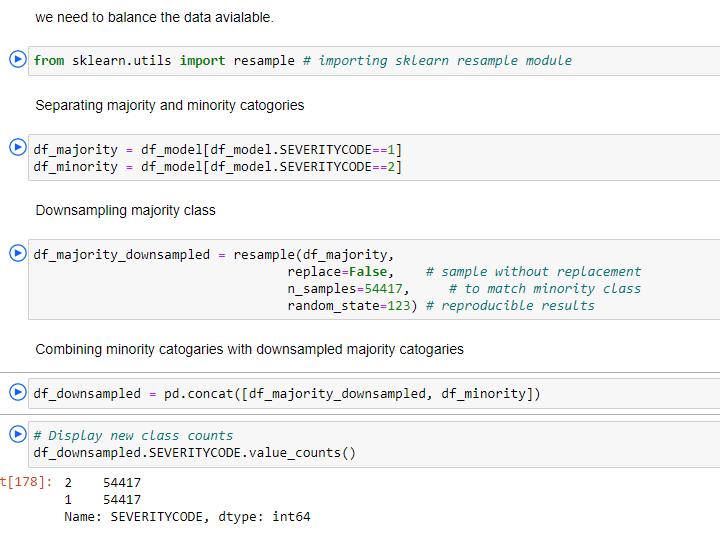 we need to balance the data avialable.
from sklearn.utils import resample # importing sklearn resample module
Separating majority and minority catogories
df_majority = df_model[df_model.SEVERITYCODE==1]
df_minority = df_model[df_model.SEVERITYCODE==2]
Downsampling majority class
df_majority_downsampled = resample(df_majority,
replace=False,    # sample without replacement
n_samples=54417,     # to match minority class
random_state=123) # reproducible results
Combining minority catogaries with downsampled majority catogaries
df_downsampled = pd.concat([df_majority_downsampled, df_minority])
# Display new class counts
df_downsampled.SEVERITYCODE.value_counts()
t[178]: 2    54417
1    54417
Name: SEVERITYCODE, dtype: int64